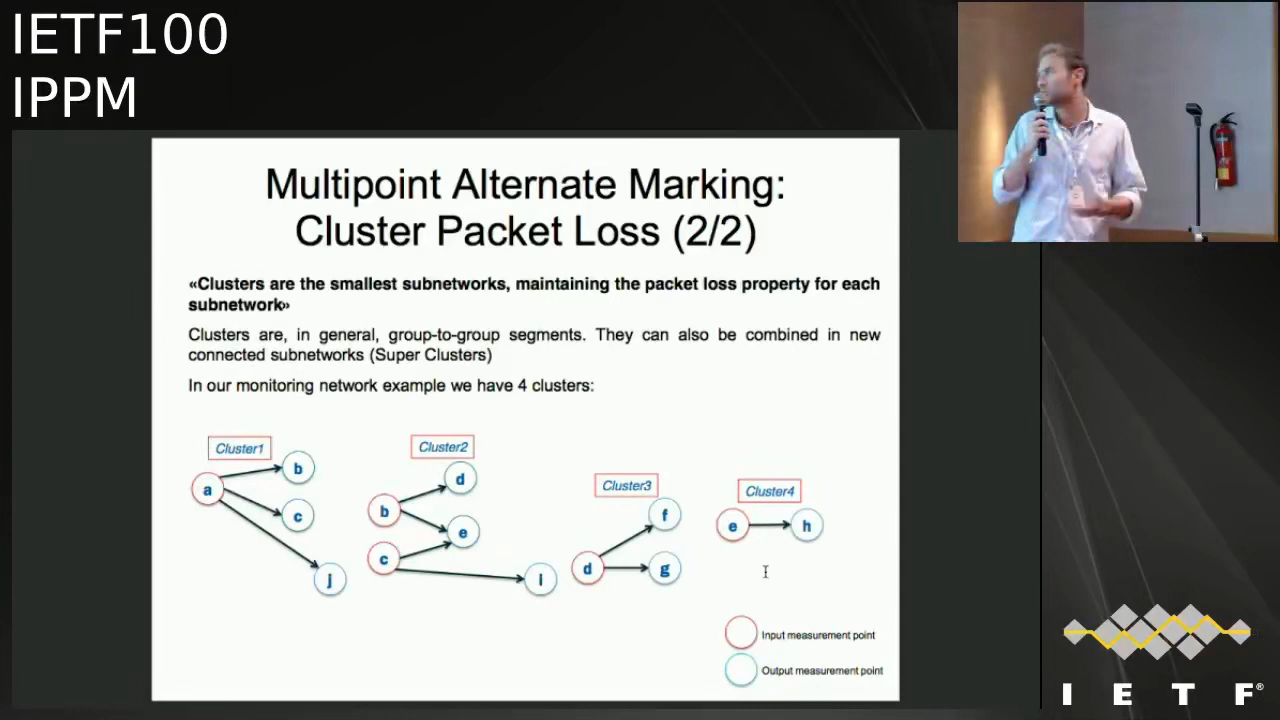 IETF100
IPPM
Multipoint Alternate Marking:
Cluster Packet Loss (2/2)
«Clusters are the smallest subnetworks, maintaining the packet loss property for each
subnetwork»
Clusters are, in general, group-to-group segments. They can also be combined in new
connected subnetworks (Super Clusters)
In our monitoring network example we have 4 clusters:
Cluster1
a
b
c
j
Cluster2
b
c
d
e
i
Cluster3
d
f
g
Cluster4
e
h
Input measurement point
Output measurement point
I E T F®